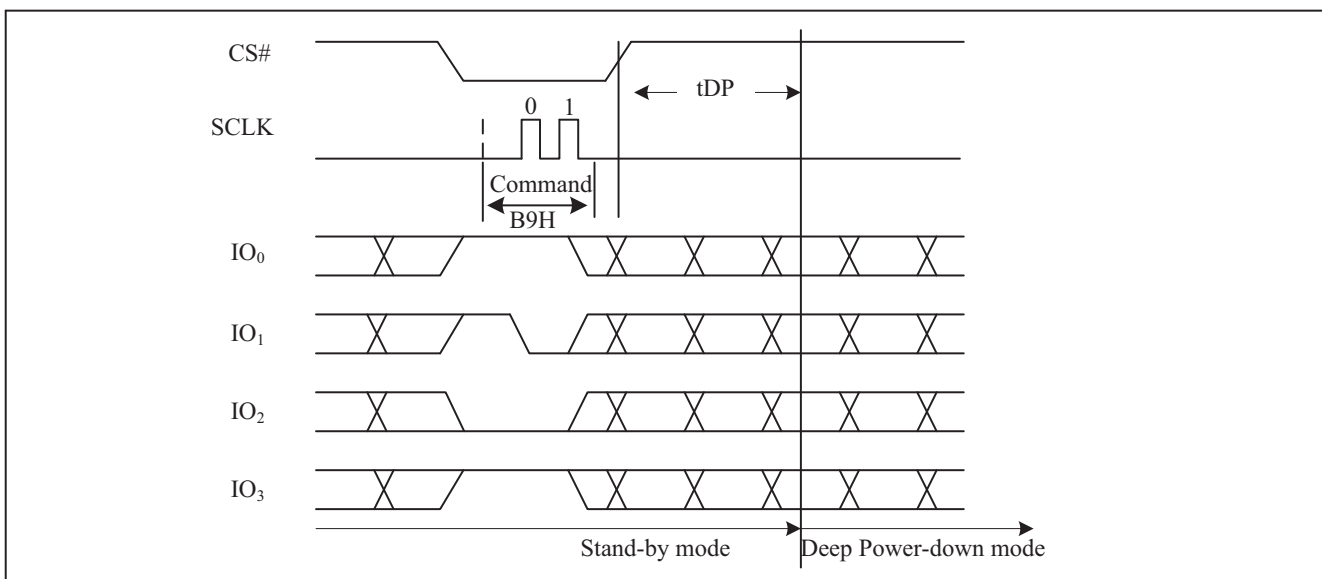 CS#
tDP
0 1
SCLK
Command
B9H
IO0
IO1
IO2
IO3
Stand-by mode Deep Power-down mode